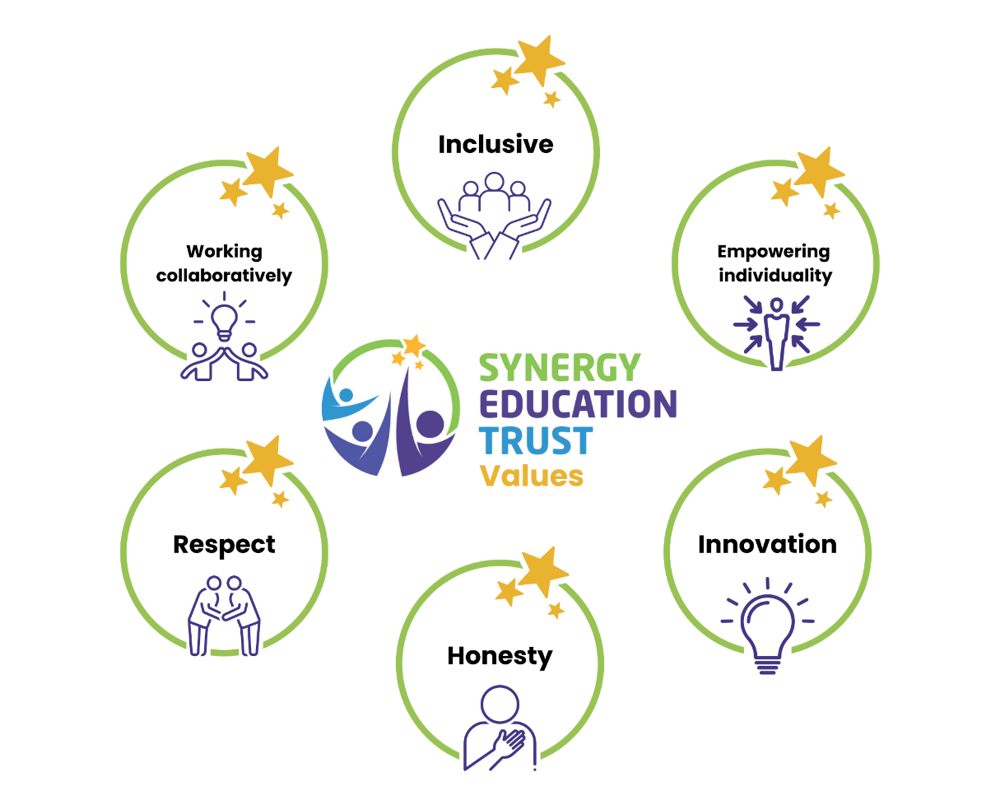 Inclusive
Working
collaboratively
Empowering
individuality
SYNERGY
EDUCATION
TRUST
Values
Respect
Innovation
Honesty